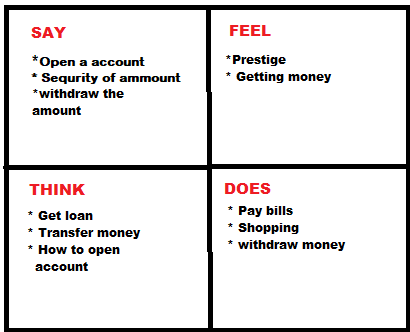 SAY
*Open a account
* Sequrity of ammount
*withdraw the
amount
FEEL
*Prestige
* Getting money
THINK
* Get loan
* Transfer money
* How to open
account
DOES
* Pay bills
* Shopping
* withdraw money